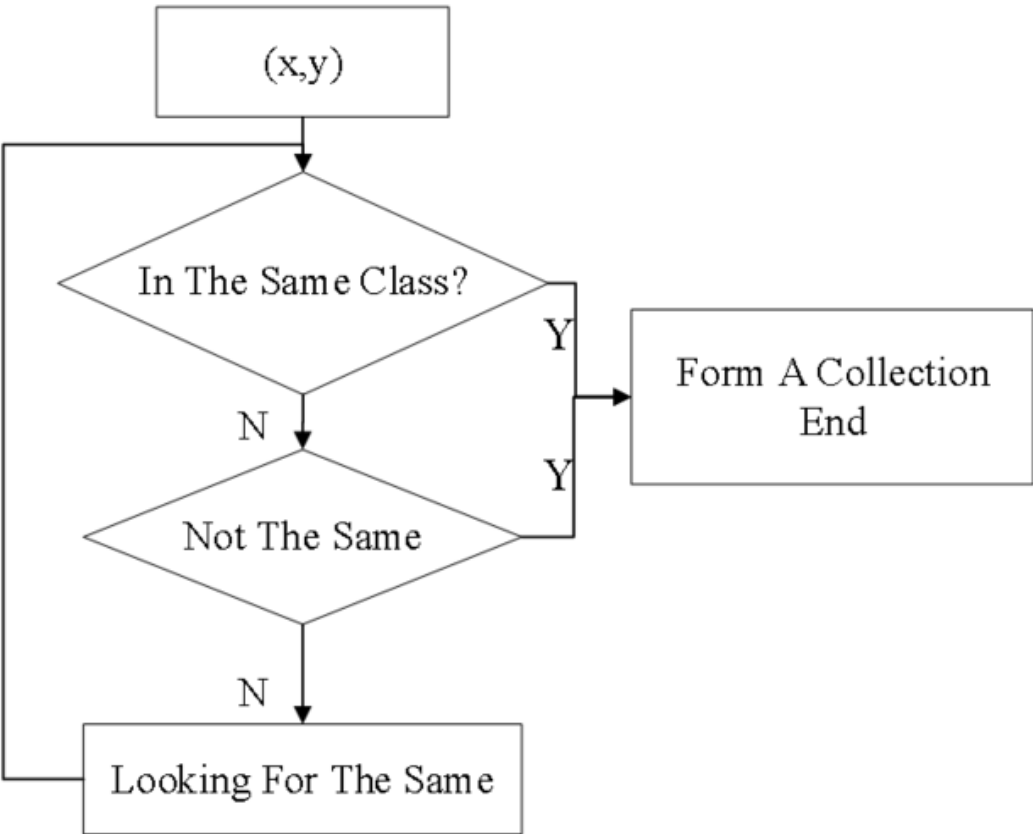 (x,y)
In The Same Class?
Y
Form A Collection
End
N
Y
Not The Same
N
Looking For The Same